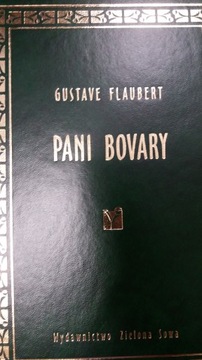 GUSTAVE FLAUBERT
PANI BOVARY
Wydawnictwo Zielona Sowa